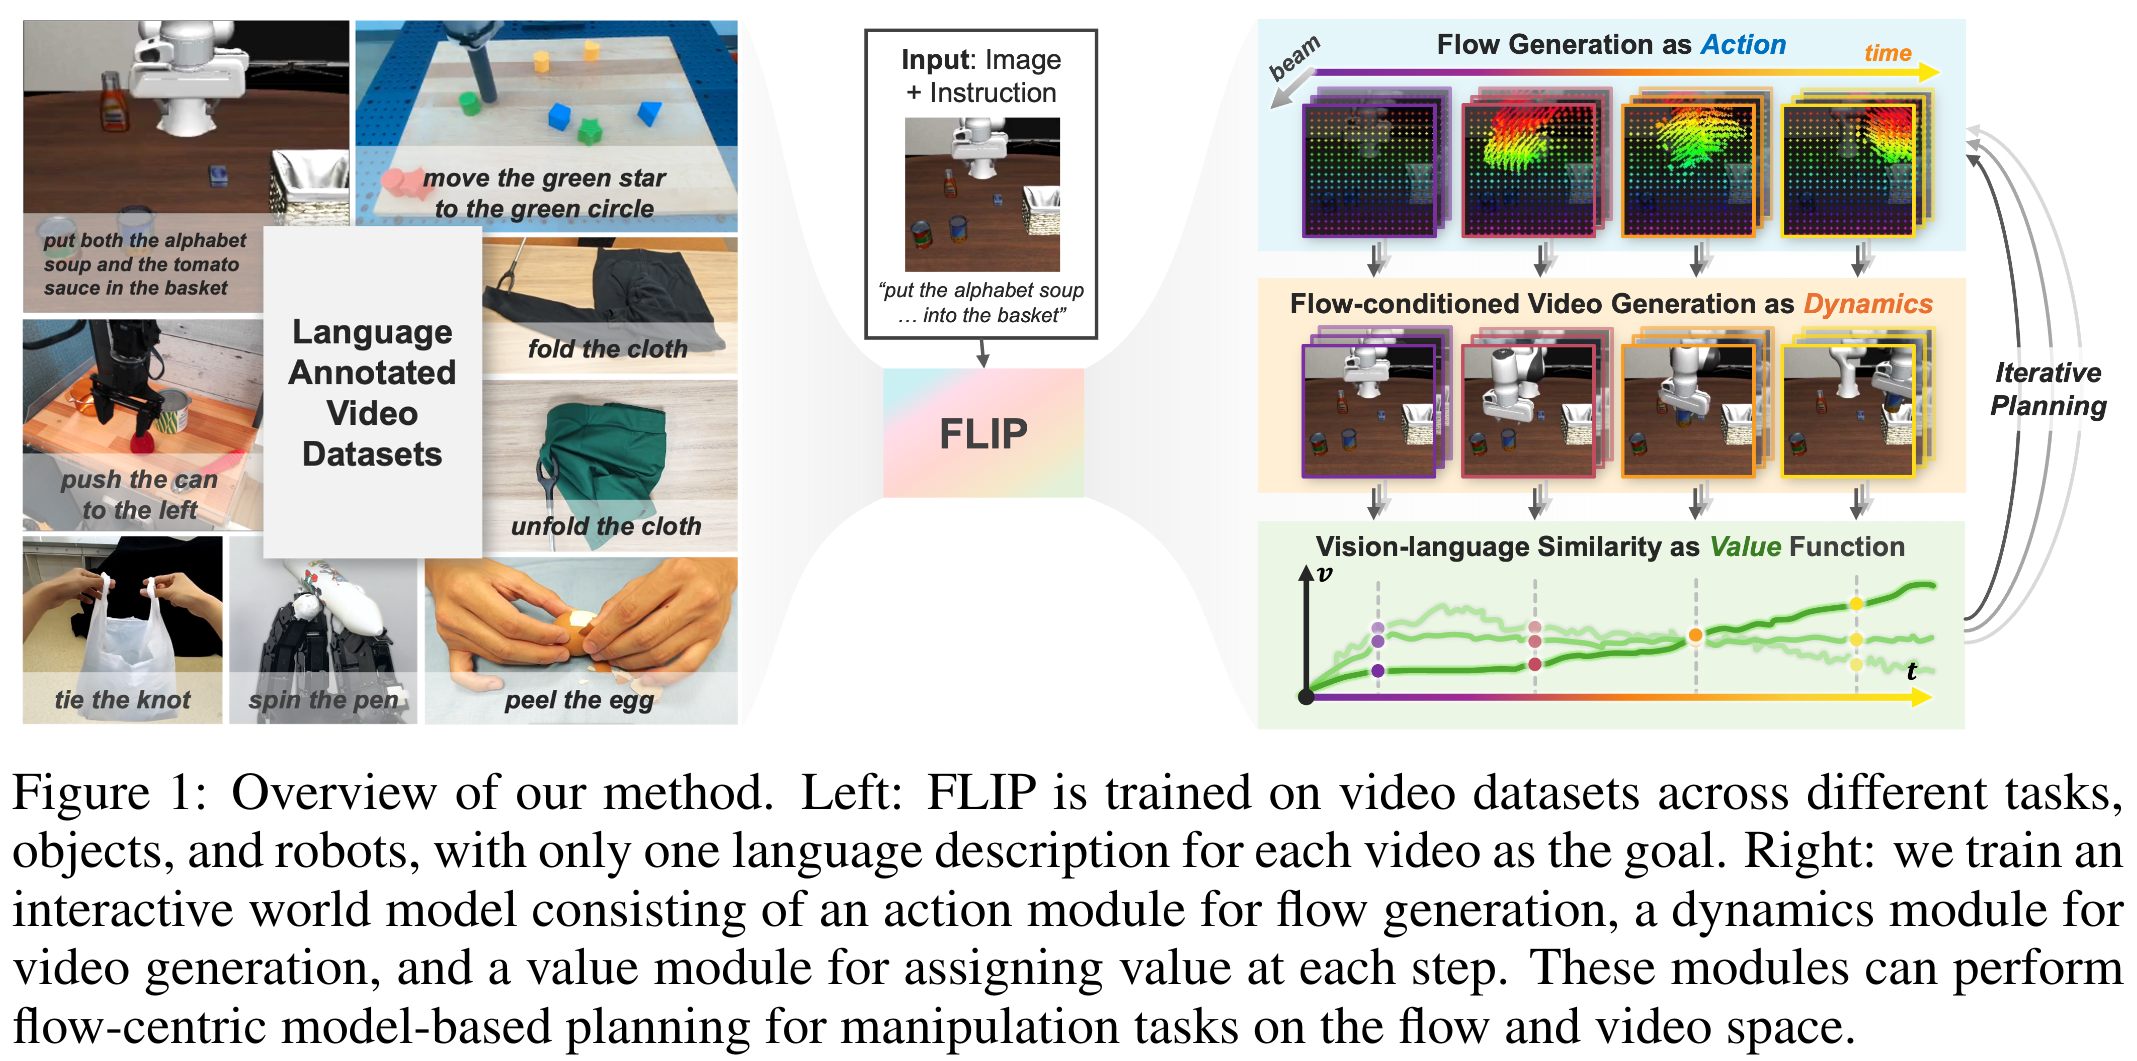 put both the alphabet
soup and the tomato
sauce in the basket
move the green star
to the green circle
Language
Annotated
Video
Datasets
fold the cloth
push the can
to the left
unfold the cloth
tie the knot
spin the pen
peel the egg
Input: Image
+ Instruction
“put the alphabet soup
… into the basket”
FLIP
Flow Generation as Action
beam
time
Flow-conditioned Video Generation as Dynamics
Iterative
Planning
Vision-language Similarity as Value Function
v
t
Figure 1: Overview of our method. Left: FLIP is trained on video datasets across different tasks,
objects, and robots, with only one language description for each video as the goal. Right: we train an
interactive world model consisting of an action module for flow generation, a dynamics module for
video generation, and a value module for assigning value at each step. These modules can perform
flow-centric model-based planning for manipulation tasks on the flow and video space.